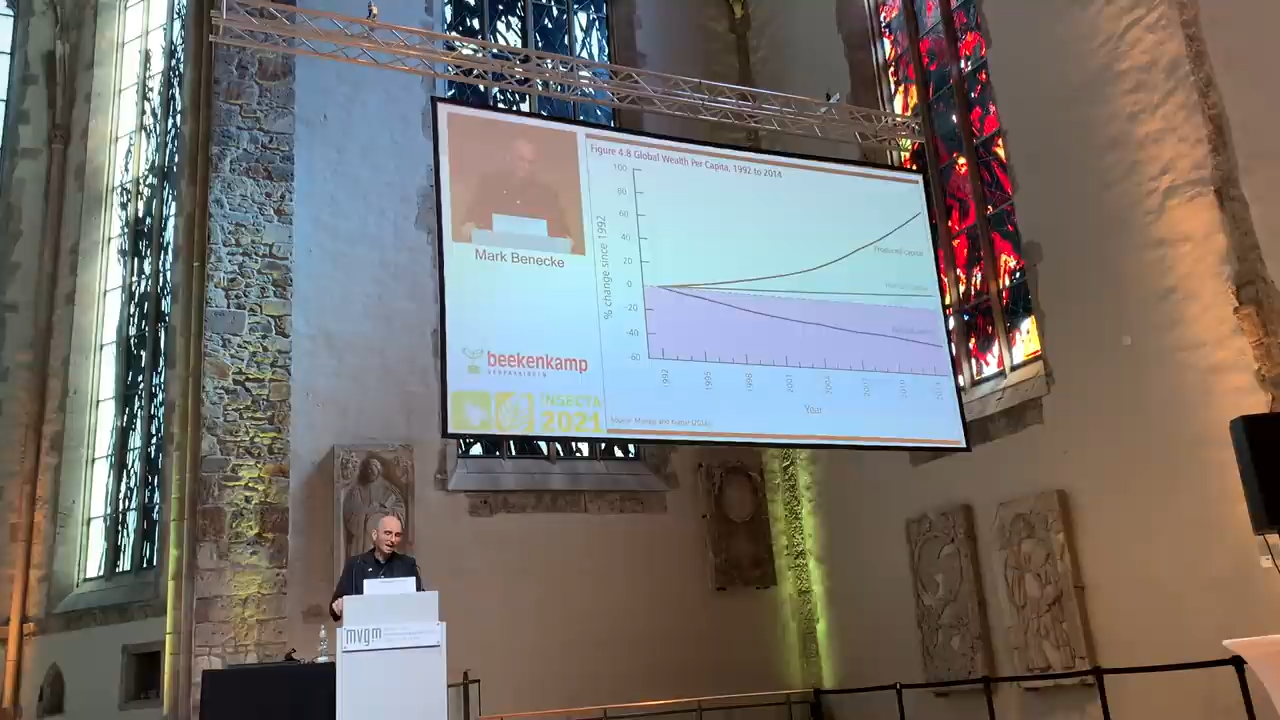 Figure 4.8 Global Wealth Per Capita, 1992 to 2014
100
80
60
40
20
0
20
-40
-60
% change since 1992
Produced capital
1992
1995
1998
2001
Year
Mark Benecke
beekenkamp
INSECTA
2021
mvgm